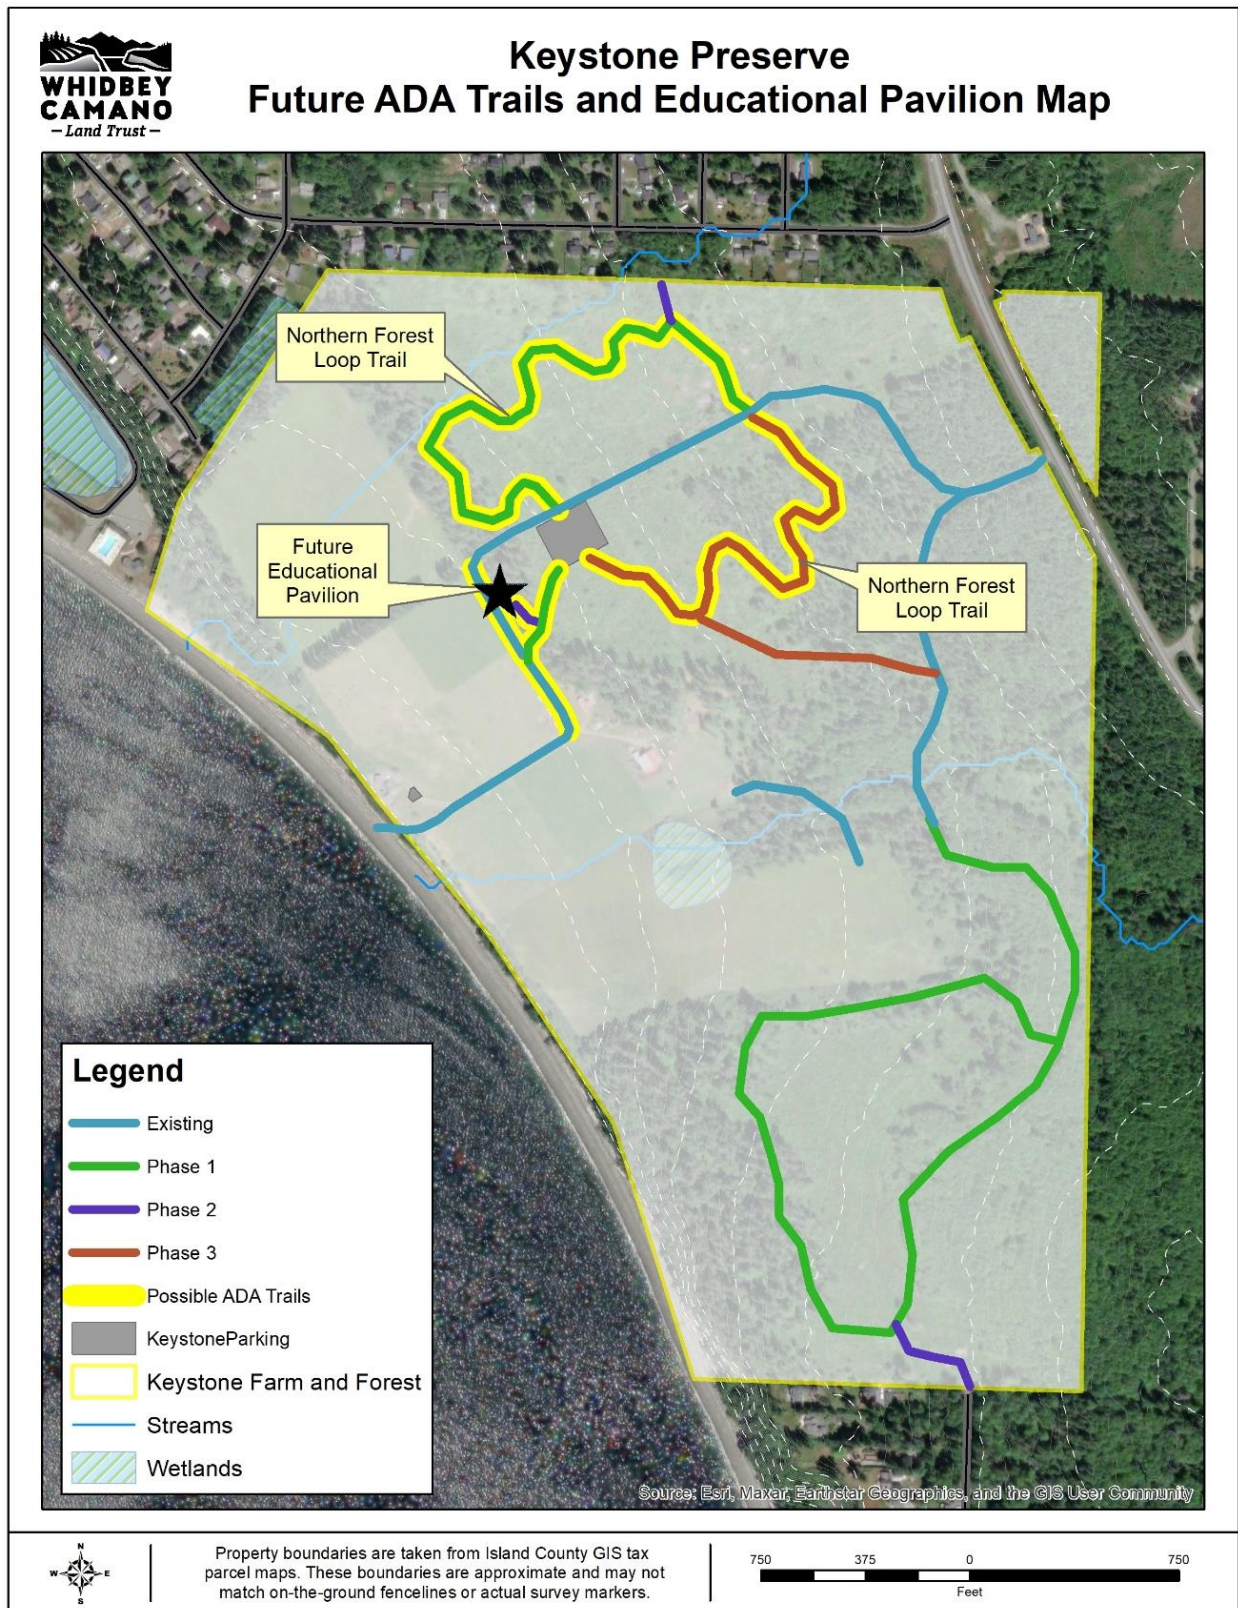 WHIDBEY
CAMANO
– Land Trust –
Keystone Preserve
Future ADA Trails and Educational Pavilion Map
Northern Forest
Loop Trail
Future
Educational
Pavilion
Northern Forest
Loop Trail
Legend
Existing
Phase 1
Phase 2
Phase 3
Possible ADA Trails
KeystoneParking
Keystone Farm and Forest
Streams
Wetlands
Source: Esri, Maxar, Earthstar Geographics, and the GIS User Community
N
W E
S
Property boundaries are taken from Island County GIS tax
parcel maps. These boundaries are approximate and may not
match on-the-ground fencelines or actual survey markers.
750 375 0 750
Feet